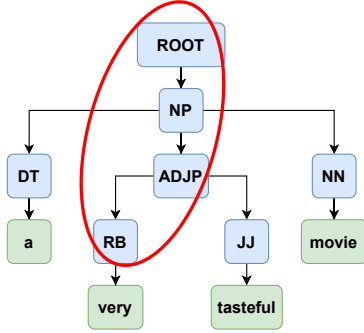 ROOT
NP
DT ADJP NN
a RB JJ movie
very tasteful